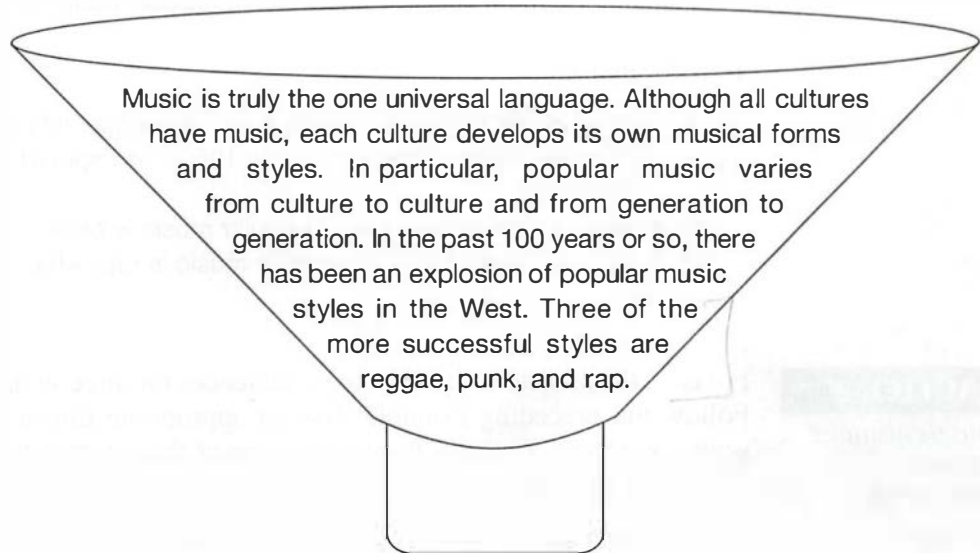 Music is truly the one universal language. Although all cultures
have music, each culture develops its own musical forms
and styles. In particular, popular music varies
from culture to culture and from generation to
generation. In the past 100 years or so, there
has been an explosion of popular music
styles in the West. Three of the
more successful styles are
reggae, punk, and rap.